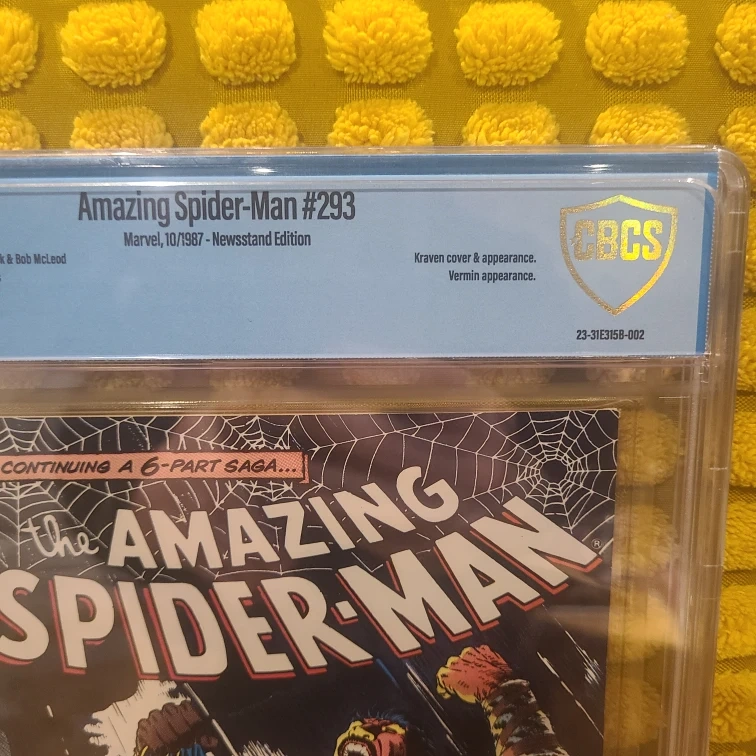 Amazing Spider-Man #293
Marvel, 10/1987 - Newsstand Edition
k & Bob McLeod
s
Kraven cover & appearance.
Vermin appearance.
CBCS
23-31E315B-002
CONTINUING A 6-PART SAGA...
the AMAZING
SPIDER-MAN
®